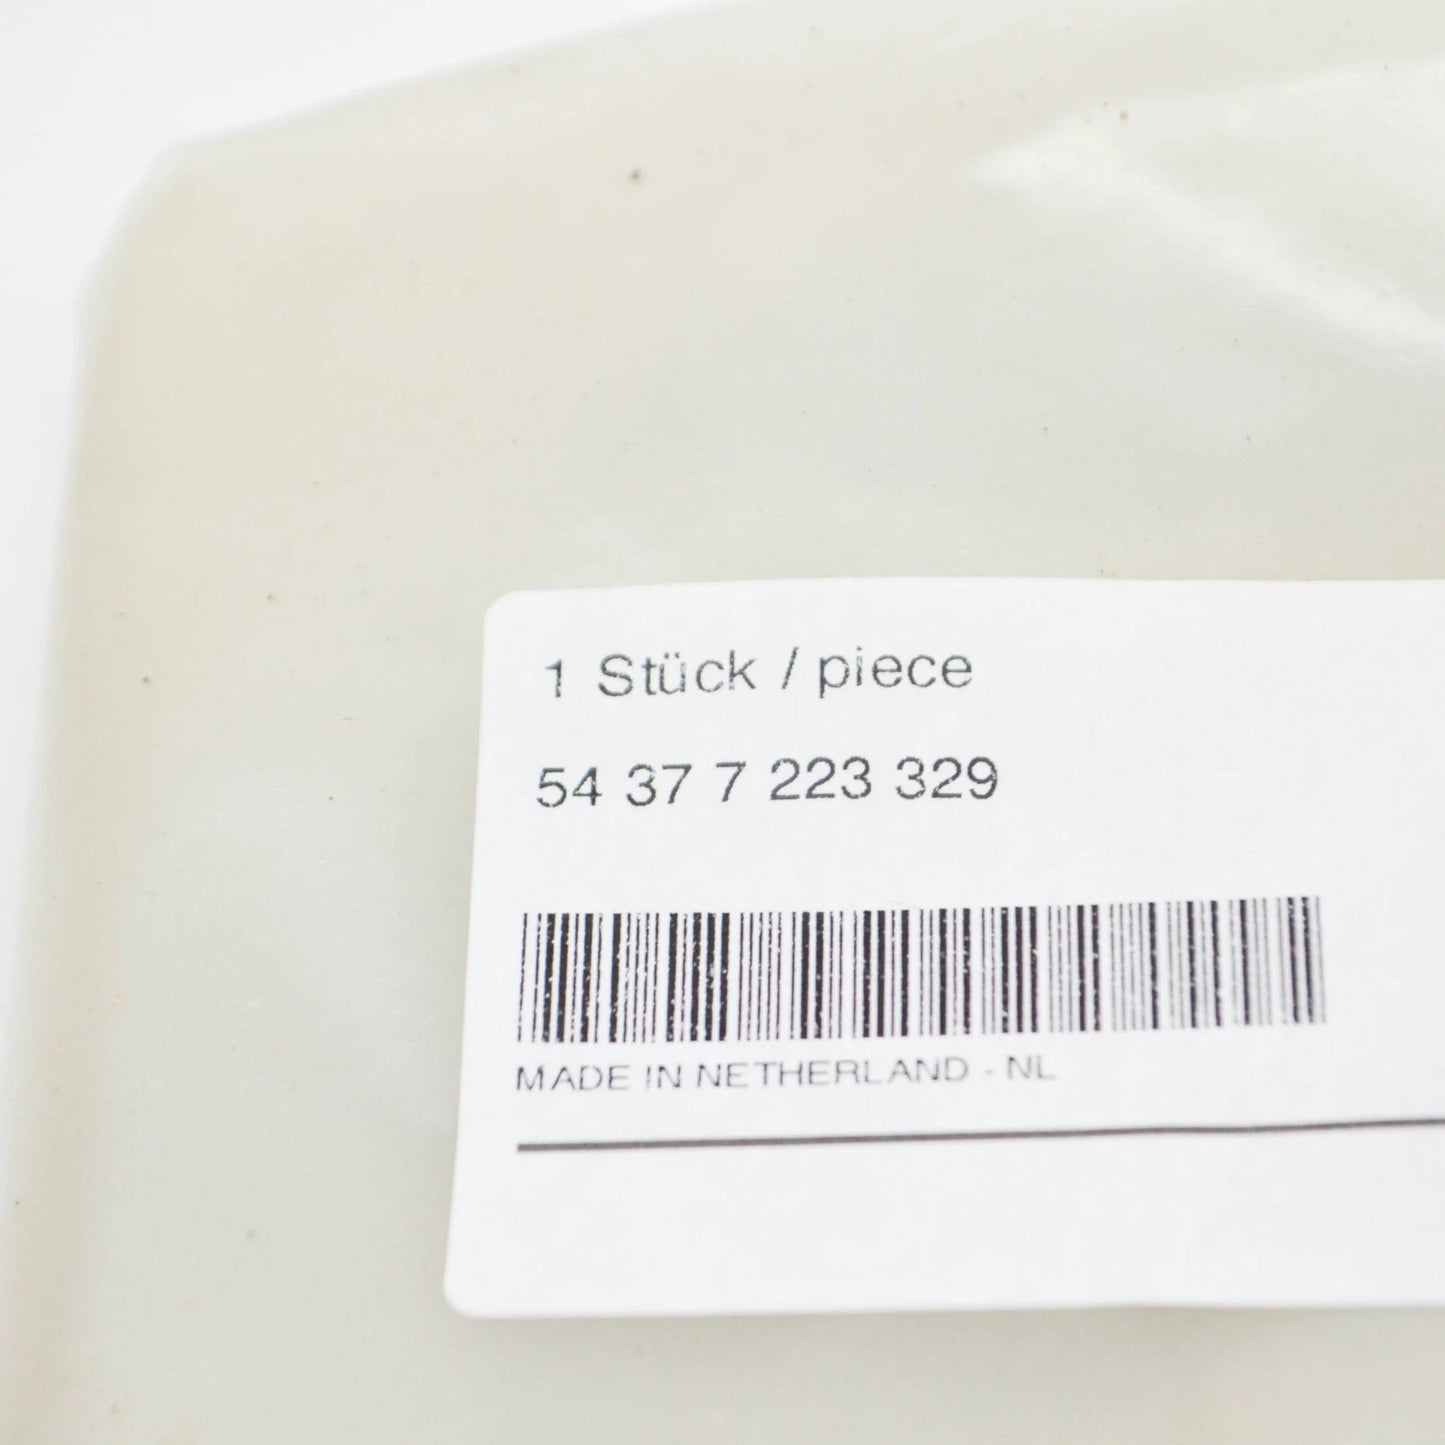 1 Stück / piece
54 37 7 223 329
MADE IN NETHERLAND - NL